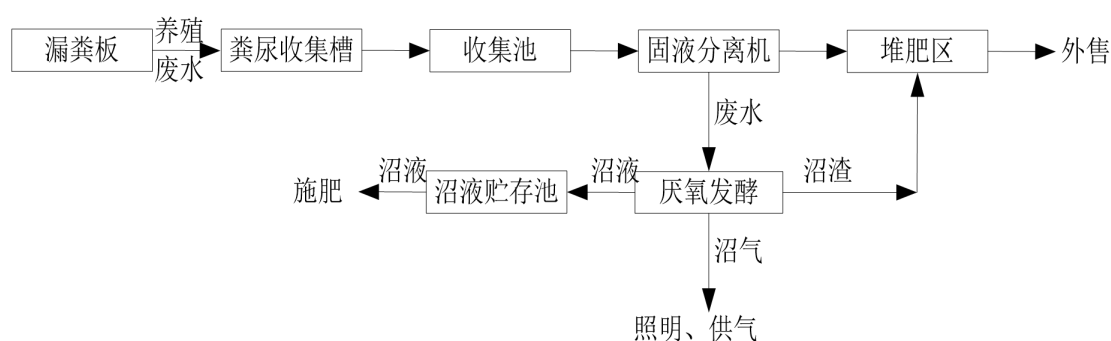 养殖
漏粪板
粪尿收集槽
收集池
固液分离机
堆肥区
外售
废水
废水
沼液
沼液
沼渣
施肥
沼液贮存池
厌氧发酵
沼气
照明、供气